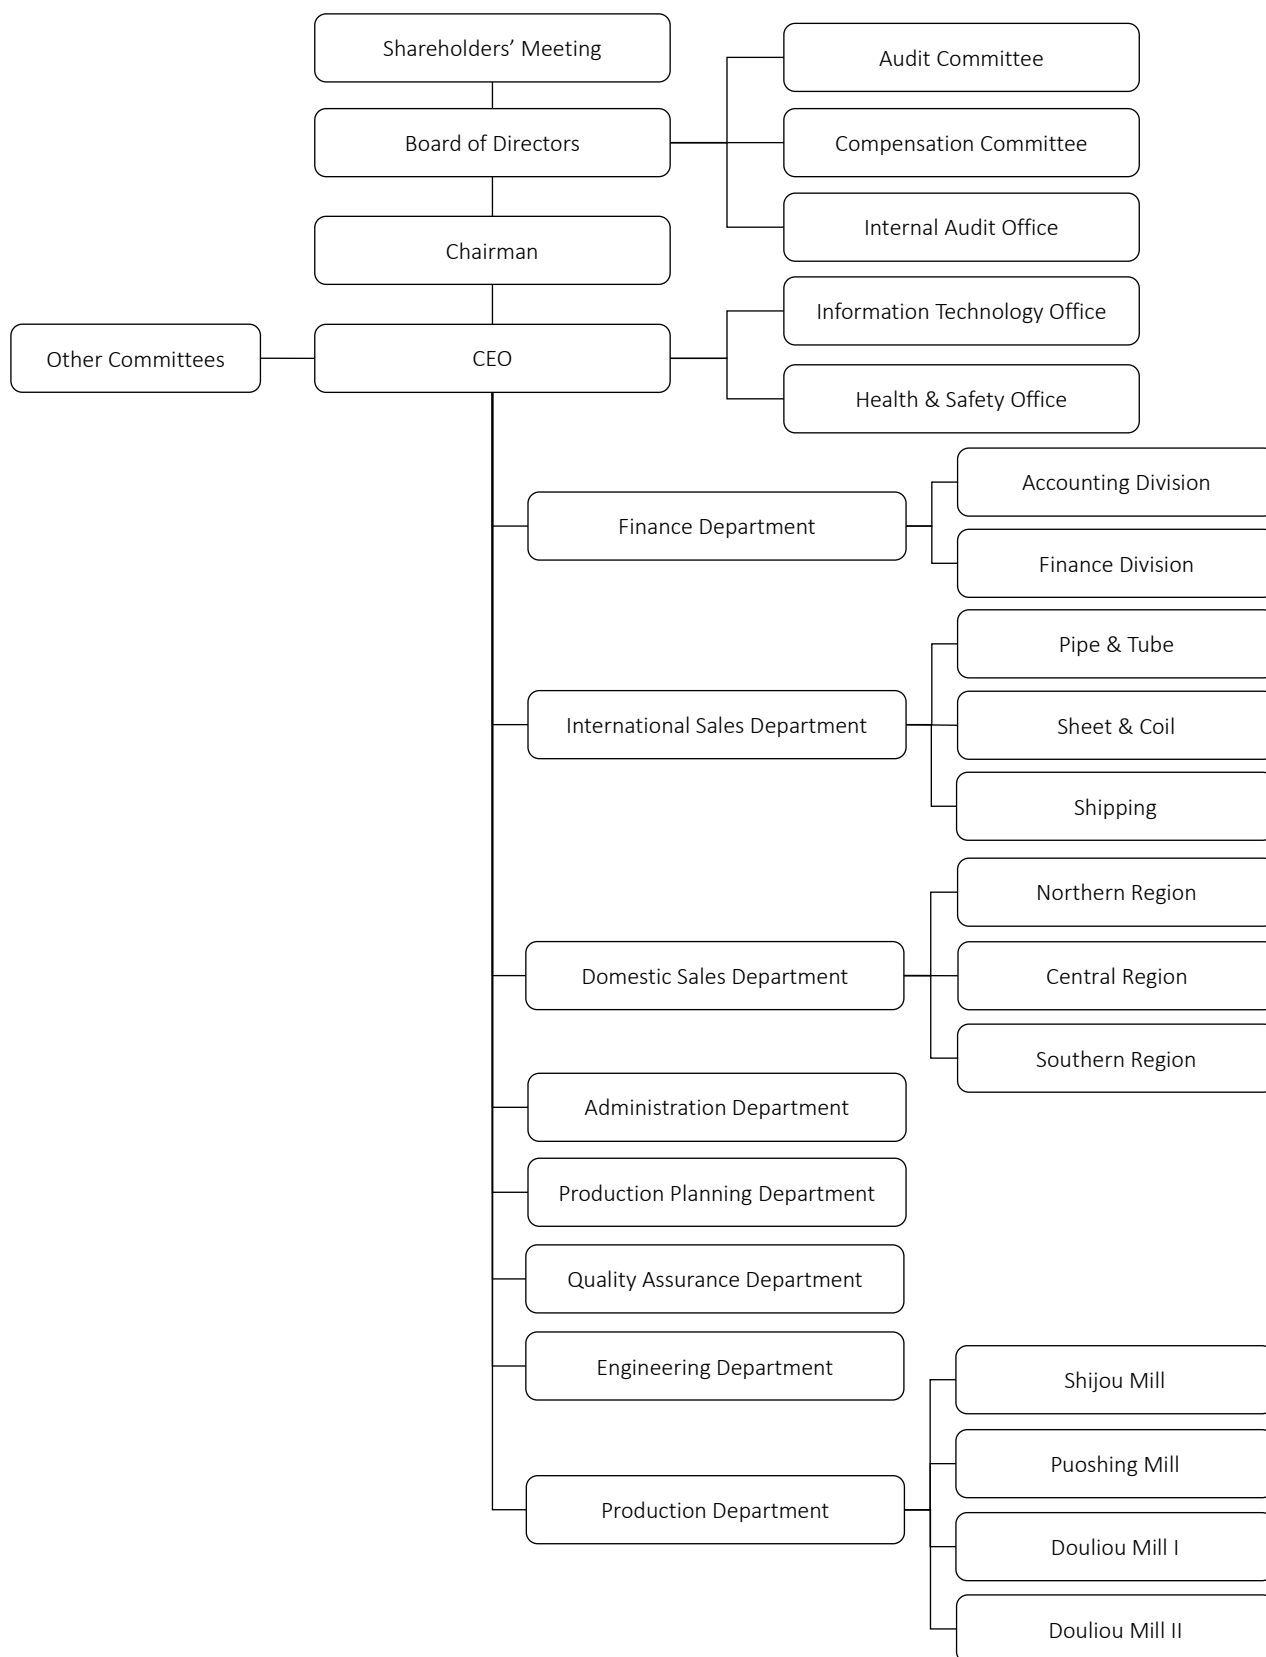 Shareholders’ Meeting
Board of Directors
Audit Committee
Compensation Committee
Internal Audit Office
Chairman
Other Committees
CEO
Information Technology Office
Health & Safety Office
Finance Department
Accounting Division
Finance Division
International Sales Department
Pipe & Tube
Sheet & Coil
Shipping
Domestic Sales Department
Northern Region
Central Region
Southern Region
Administration Department
Production Planning Department
Quality Assurance Department
Engineering Department
Production Department
Shijou Mill
Puoshing Mill
Douliou Mill I
Douliou Mill II